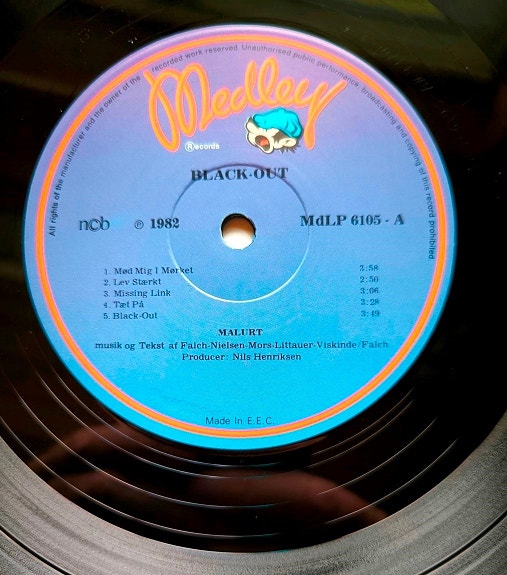 All rights of the manufacturer and the owner of the recorded work reserved. Unauthorised public performance, broadcasting and copying of this record prohibited
Medley
Records
BLACK-OUT
ncb ℗ 1982 MdLP 6105 - A
1. Mød Mig I Mørket 3:58
2. Lev Stærkt 2:50
3. Missing Link 3:06
4. Tæt På 3:28
5. Black-Out 3:49
MALURT
musik og Tekst af Falch-Nielsen-Mors-Littauer-Viskinde/Falch
Producer: Nils Henriksen
Made In E.E.C.